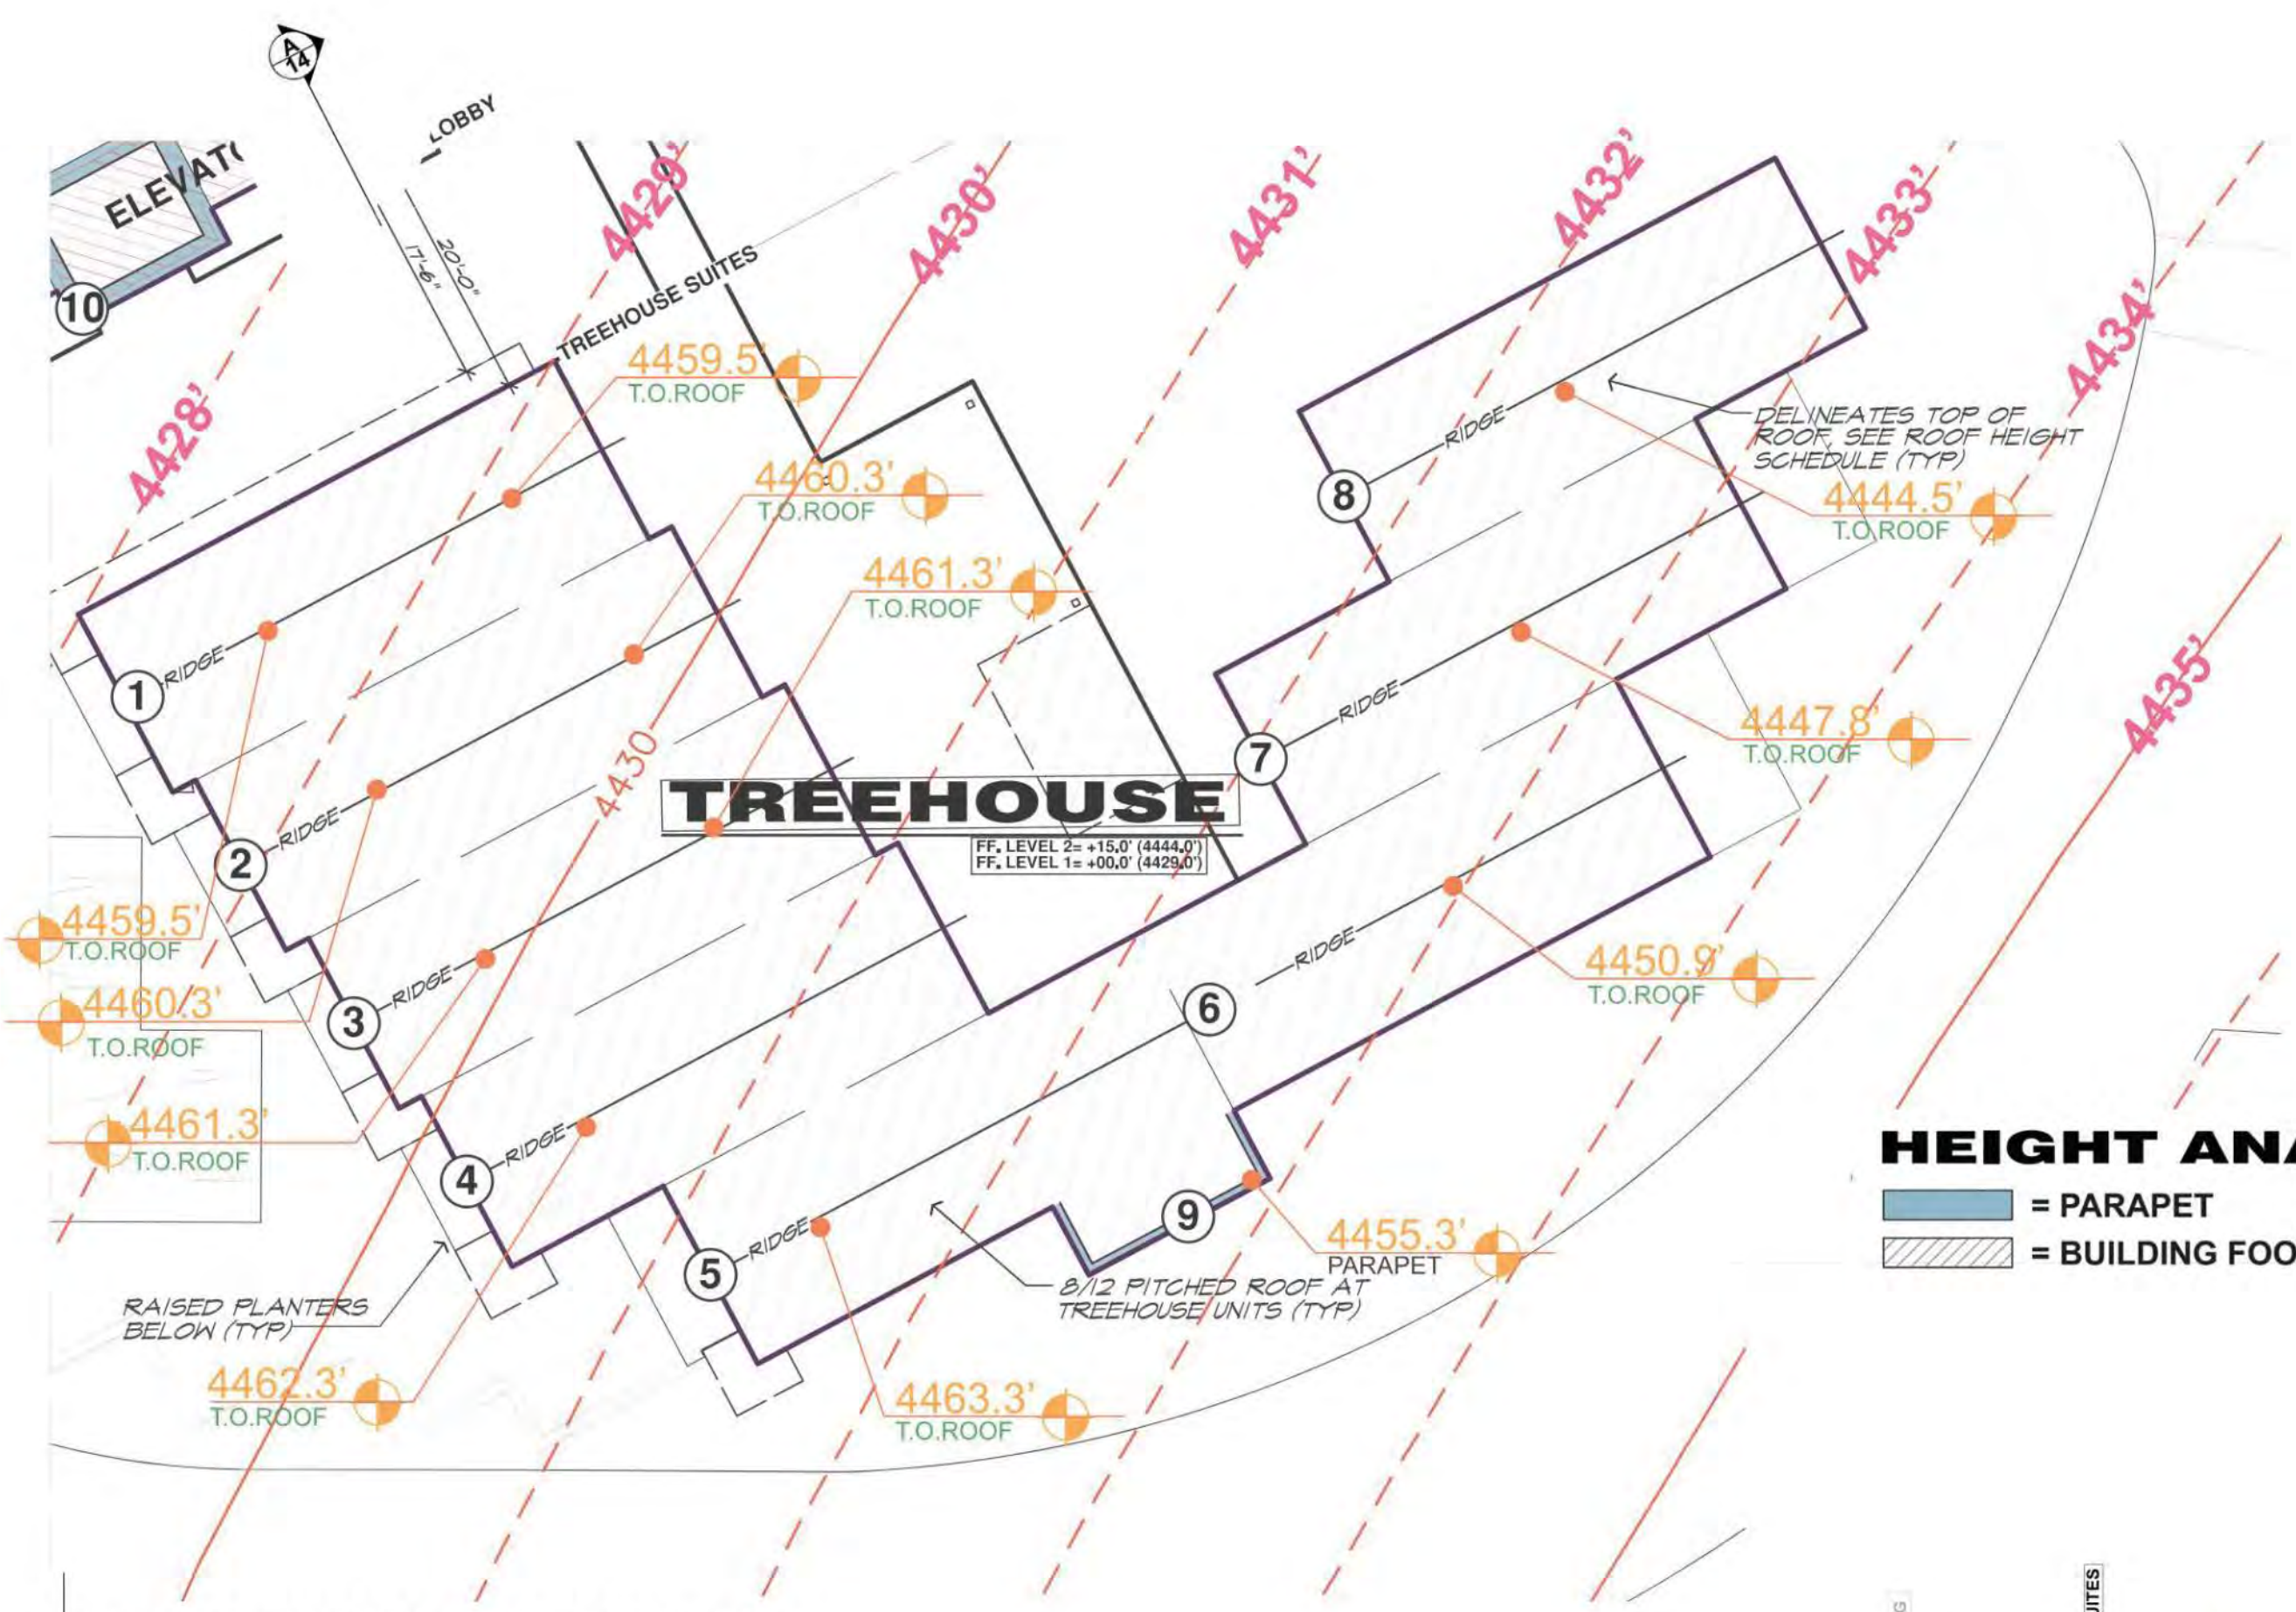 A
14
LOBBY
17'-6"
20'-0"
TREEHOUSE SUITES
10
4428'
4429'
4430'
4431'
4432'
4433'
4434'
4435'
4459.5'
T.O.ROOF
4460.3'
T.O.ROOF
4461.3'
T.O.ROOF
DELINEATES TOP OF
ROOF, SEE ROOF HEIGHT
SCHEDULE (TYP)
4444.5'
T.O.ROOF
8
RIDGE
7
RIDGE
4447.8'
T.O.ROOF
1
RIDGE
2
RIDGE
3
RIDGE
4
RIDGE
5
RIDGE
6
RIDGE
4430
TREEHOUSE
FF. LEVEL 2= +15.0' (4444.0')
FF. LEVEL 1= +00.0' (4429.0')
4459.5'
T.O.ROOF
4460.3'
T.O.ROOF
4461.3'
T.O.ROOF
4450.9'
T.O.ROOF
9
4455.3'
PARAPET
8/12 PITCHED ROOF AT
TREEHOUSE UNITS (TYP)
RAISED PLANTERS
BELOW (TYP)
4462.3'
T.O.ROOF
4463.3'
T.O.ROOF
HEIGHT
= PARAPET
= BUILDING